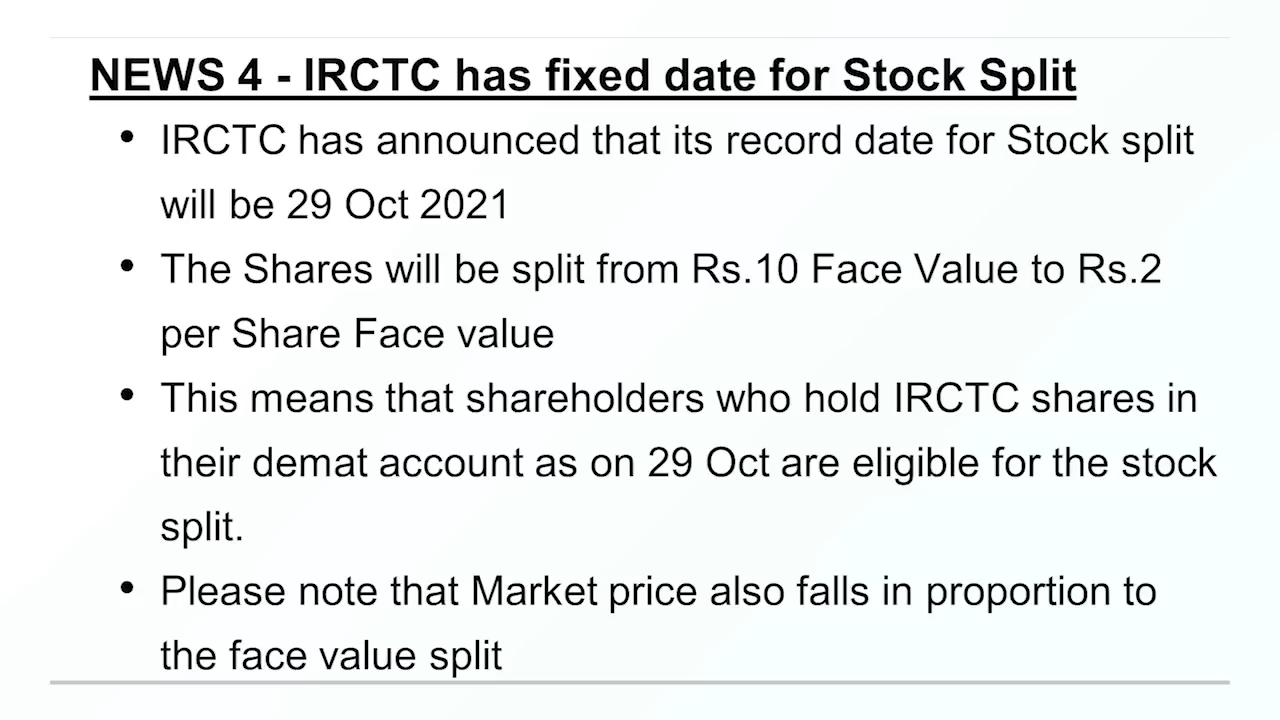 NEWS 4 - IRCTC has fixed date for Stock Split
• IRCTC has announced that its record date for Stock split
will be 29 Oct 2021
• The Shares will be split from Rs.10 Face Value to Rs.2
per Share Face value
• This means that shareholders who hold IRCTC shares in
their demat account as on 29 Oct are eligible for the stock
split.
• Please note that Market price also falls in proportion to
the face value split